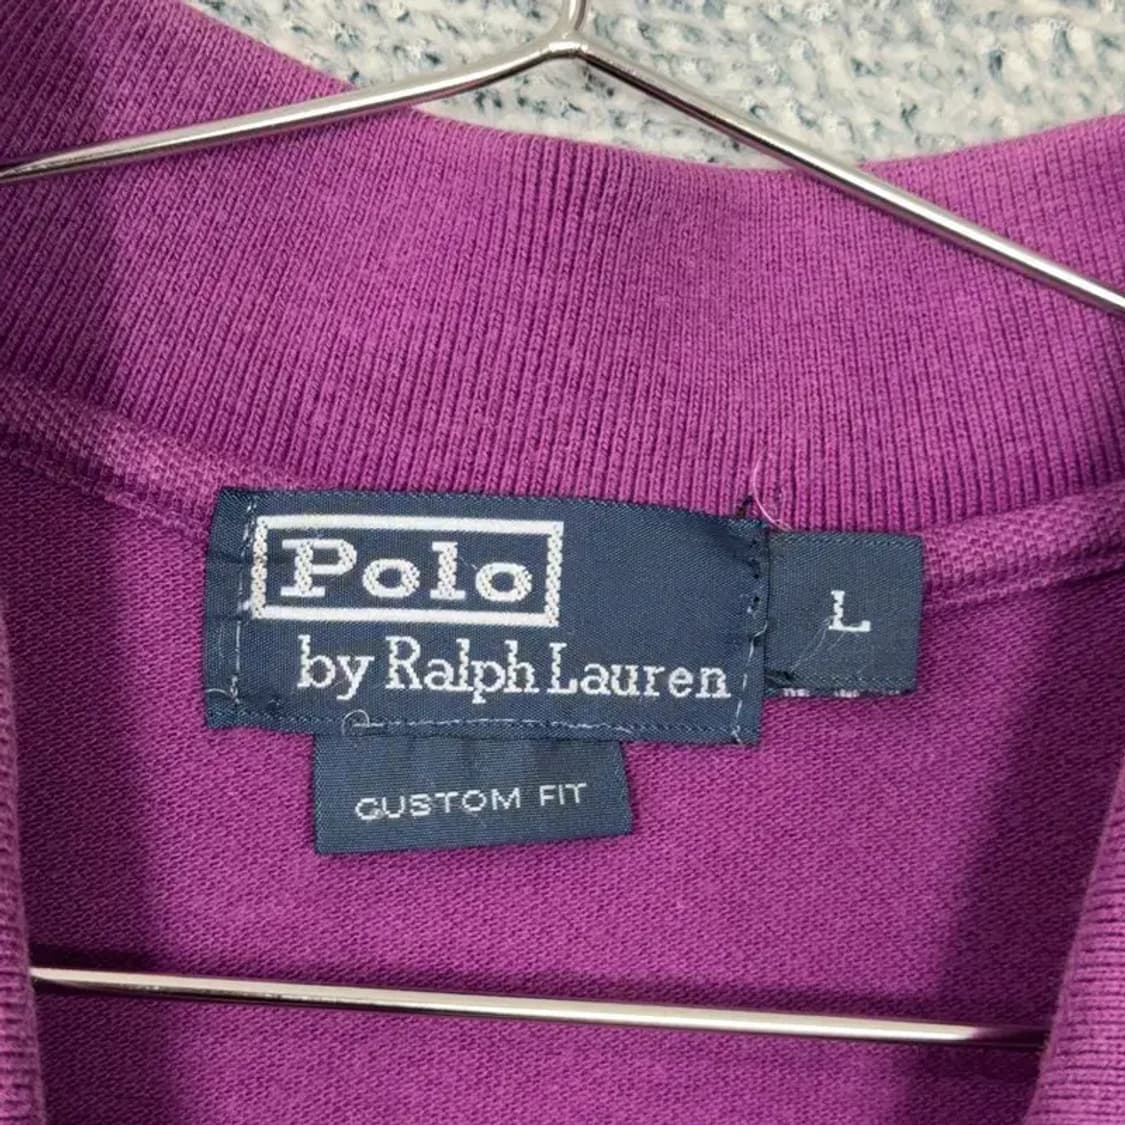 Polo
by Ralph Lauren
L
CUSTOM FIT